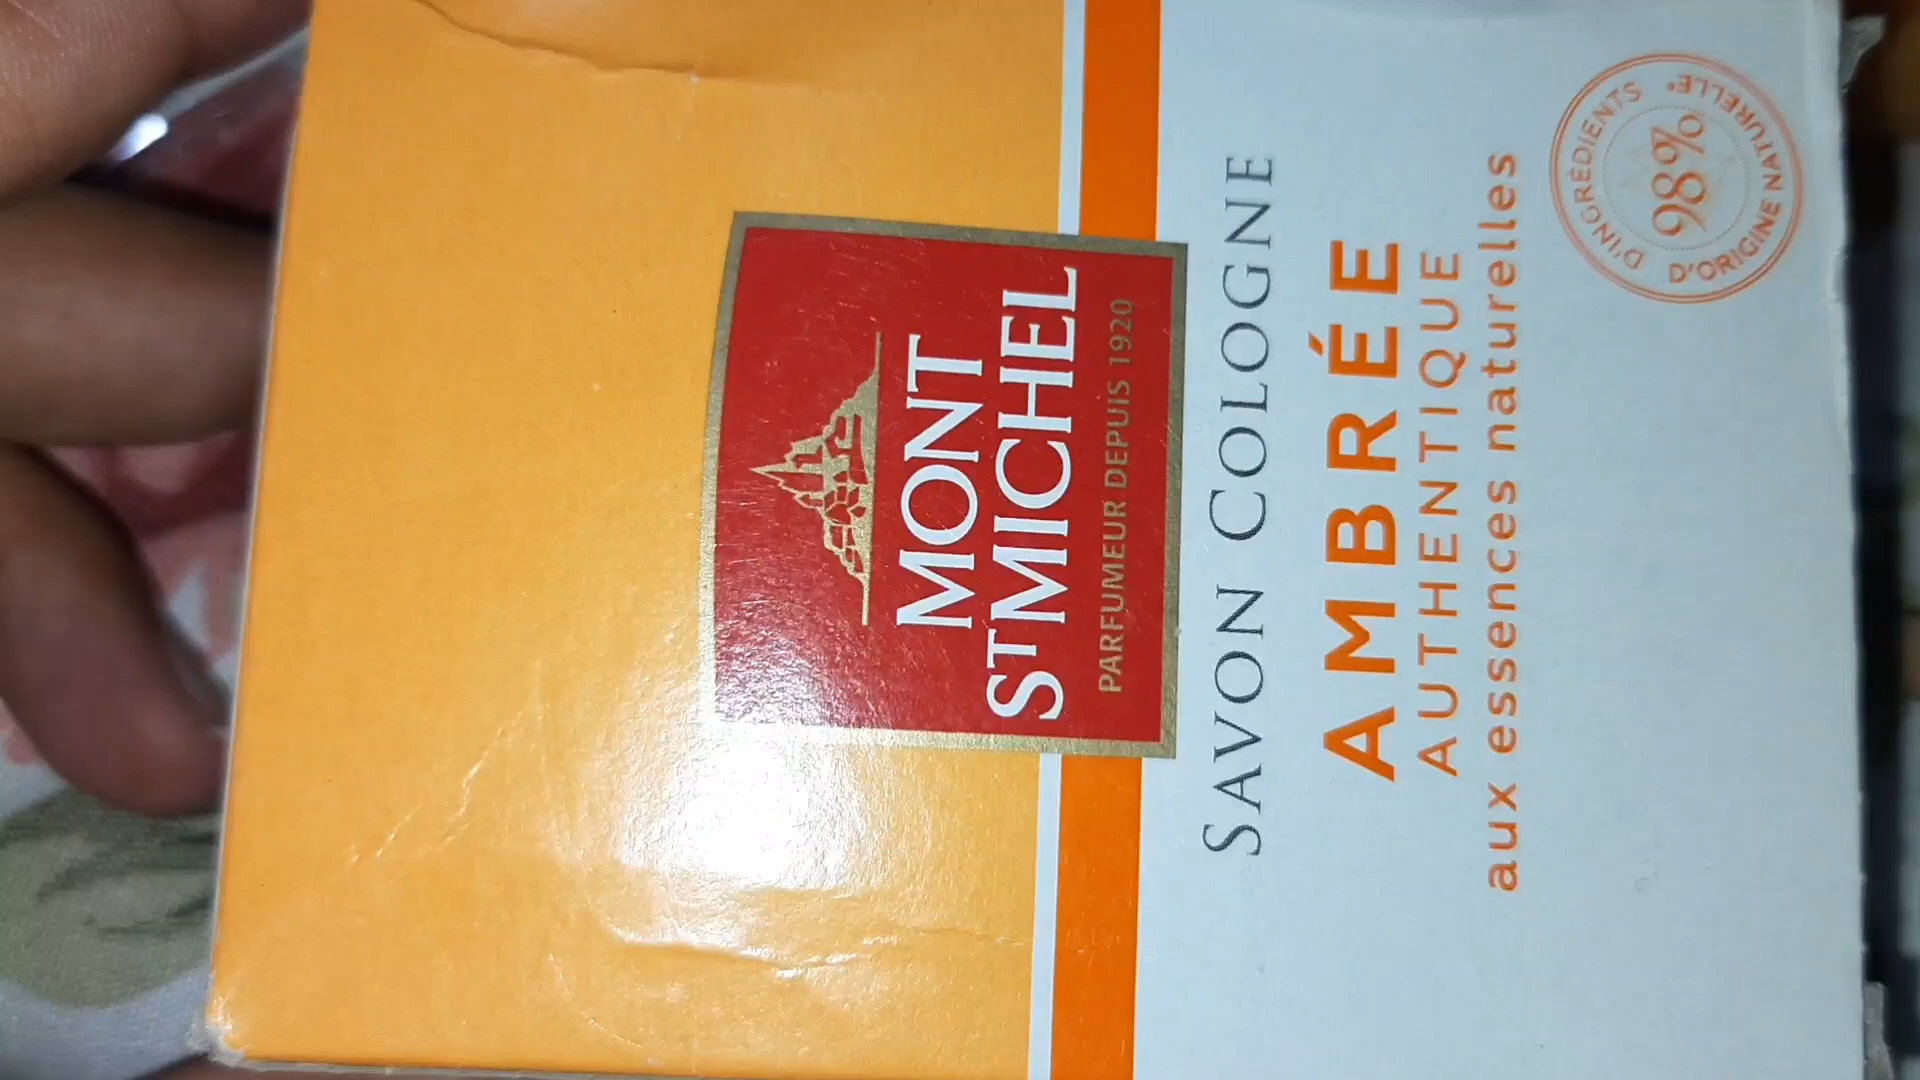 MONT
ST MICHEL
PARFUMEUR DEPUIS 1920
SAVON COLOGNE
AMBRÉE
AUTHENTIQUE
aux essences naturelles
98%
D'INGRÉDIENTS
D'ORIGINE NATURELLE*